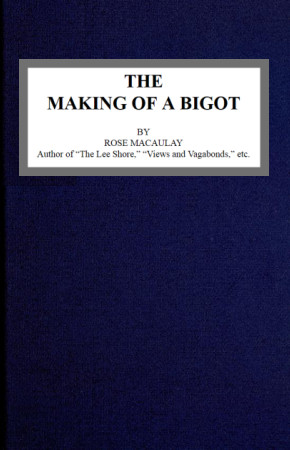 THE
MAKING OF A BIGOT
BY
ROSE MACAULAY
Author of “The Lee Shore,” “Views and Vagabonds,” etc.